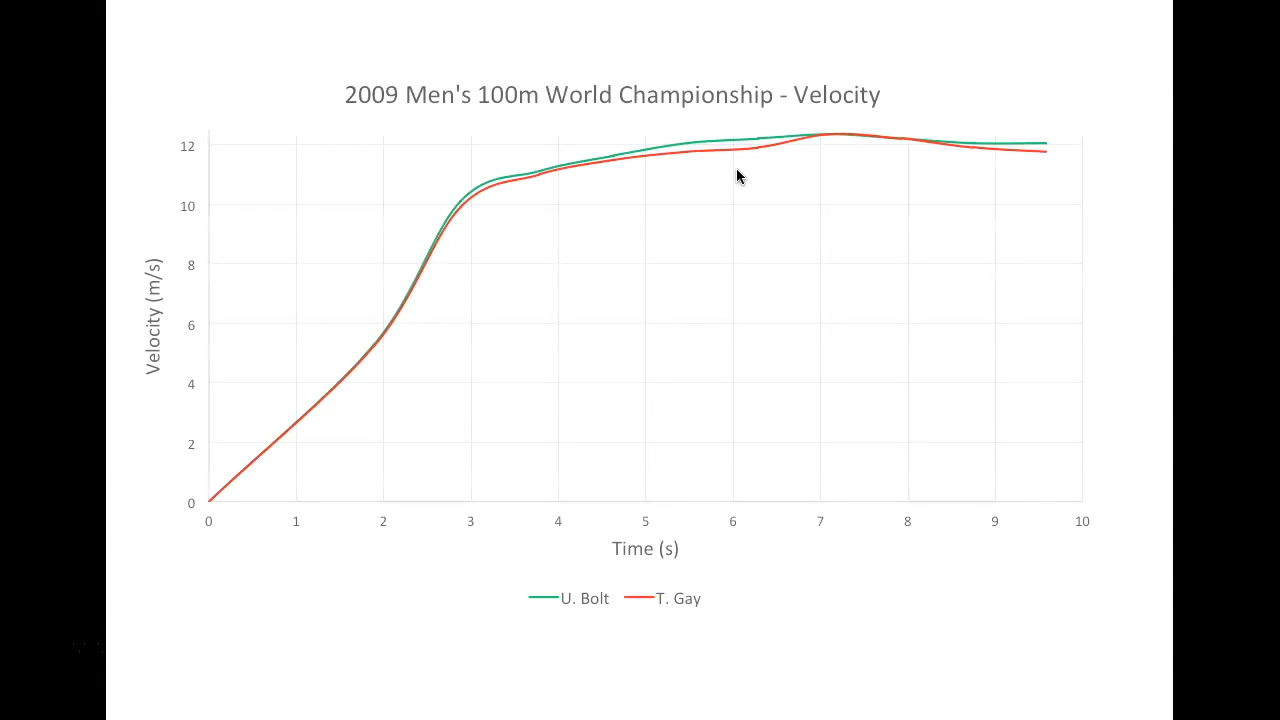 2009 Men's 100m World Championship - Velocity
12
10
8
6
4
2
0
Velocity (m/s)
0 1 2 3 4 5 6 7 8 9 10
Time (s)
U. Bolt T. Gay